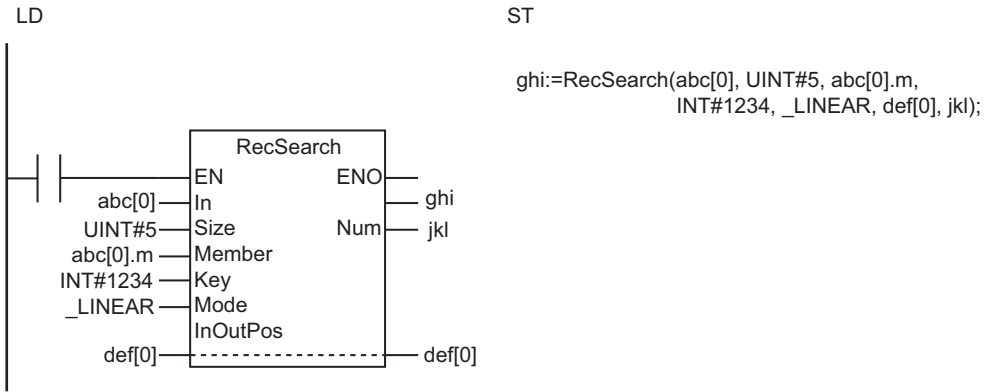 LD
ST
ghi:=RecSearch(abc[0], UINT#5, abc[0].m,
INT#1234, _LINEAR, def[0], jkl);
RecSearch
EN ENO
abc[0] In ghi
UINT#5 Size Num jkl
abc[0].m Member
INT#1234 Key
_LINEAR Mode
InOutPos
def[0] def[0]